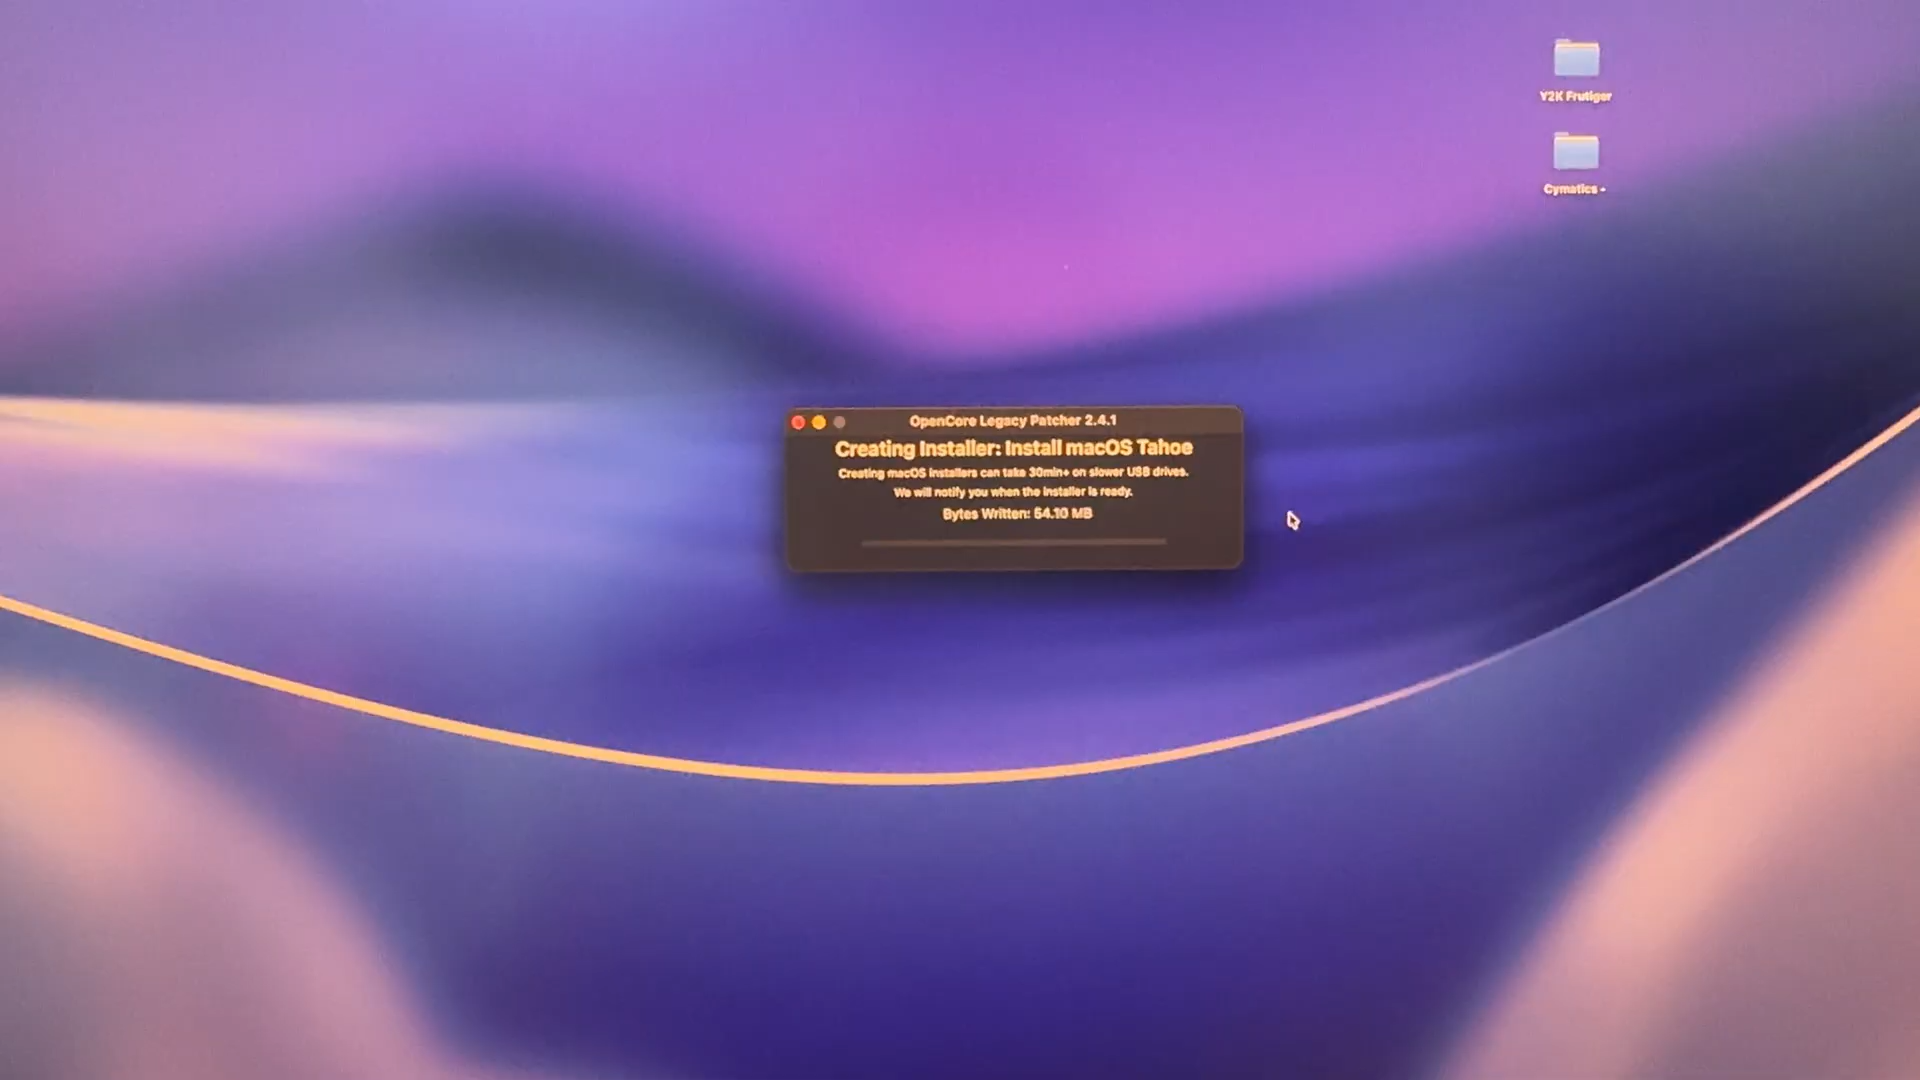 Y2K Frutiger
Cymatics -
OpenCore Legacy Patcher 2.4.1
Creating Installer: Install macOS Tahoe
Creating macOS installers can take 30min+ on slower USB drives.
We will notify you when the installer is ready.
Bytes Written: 54.10 MB